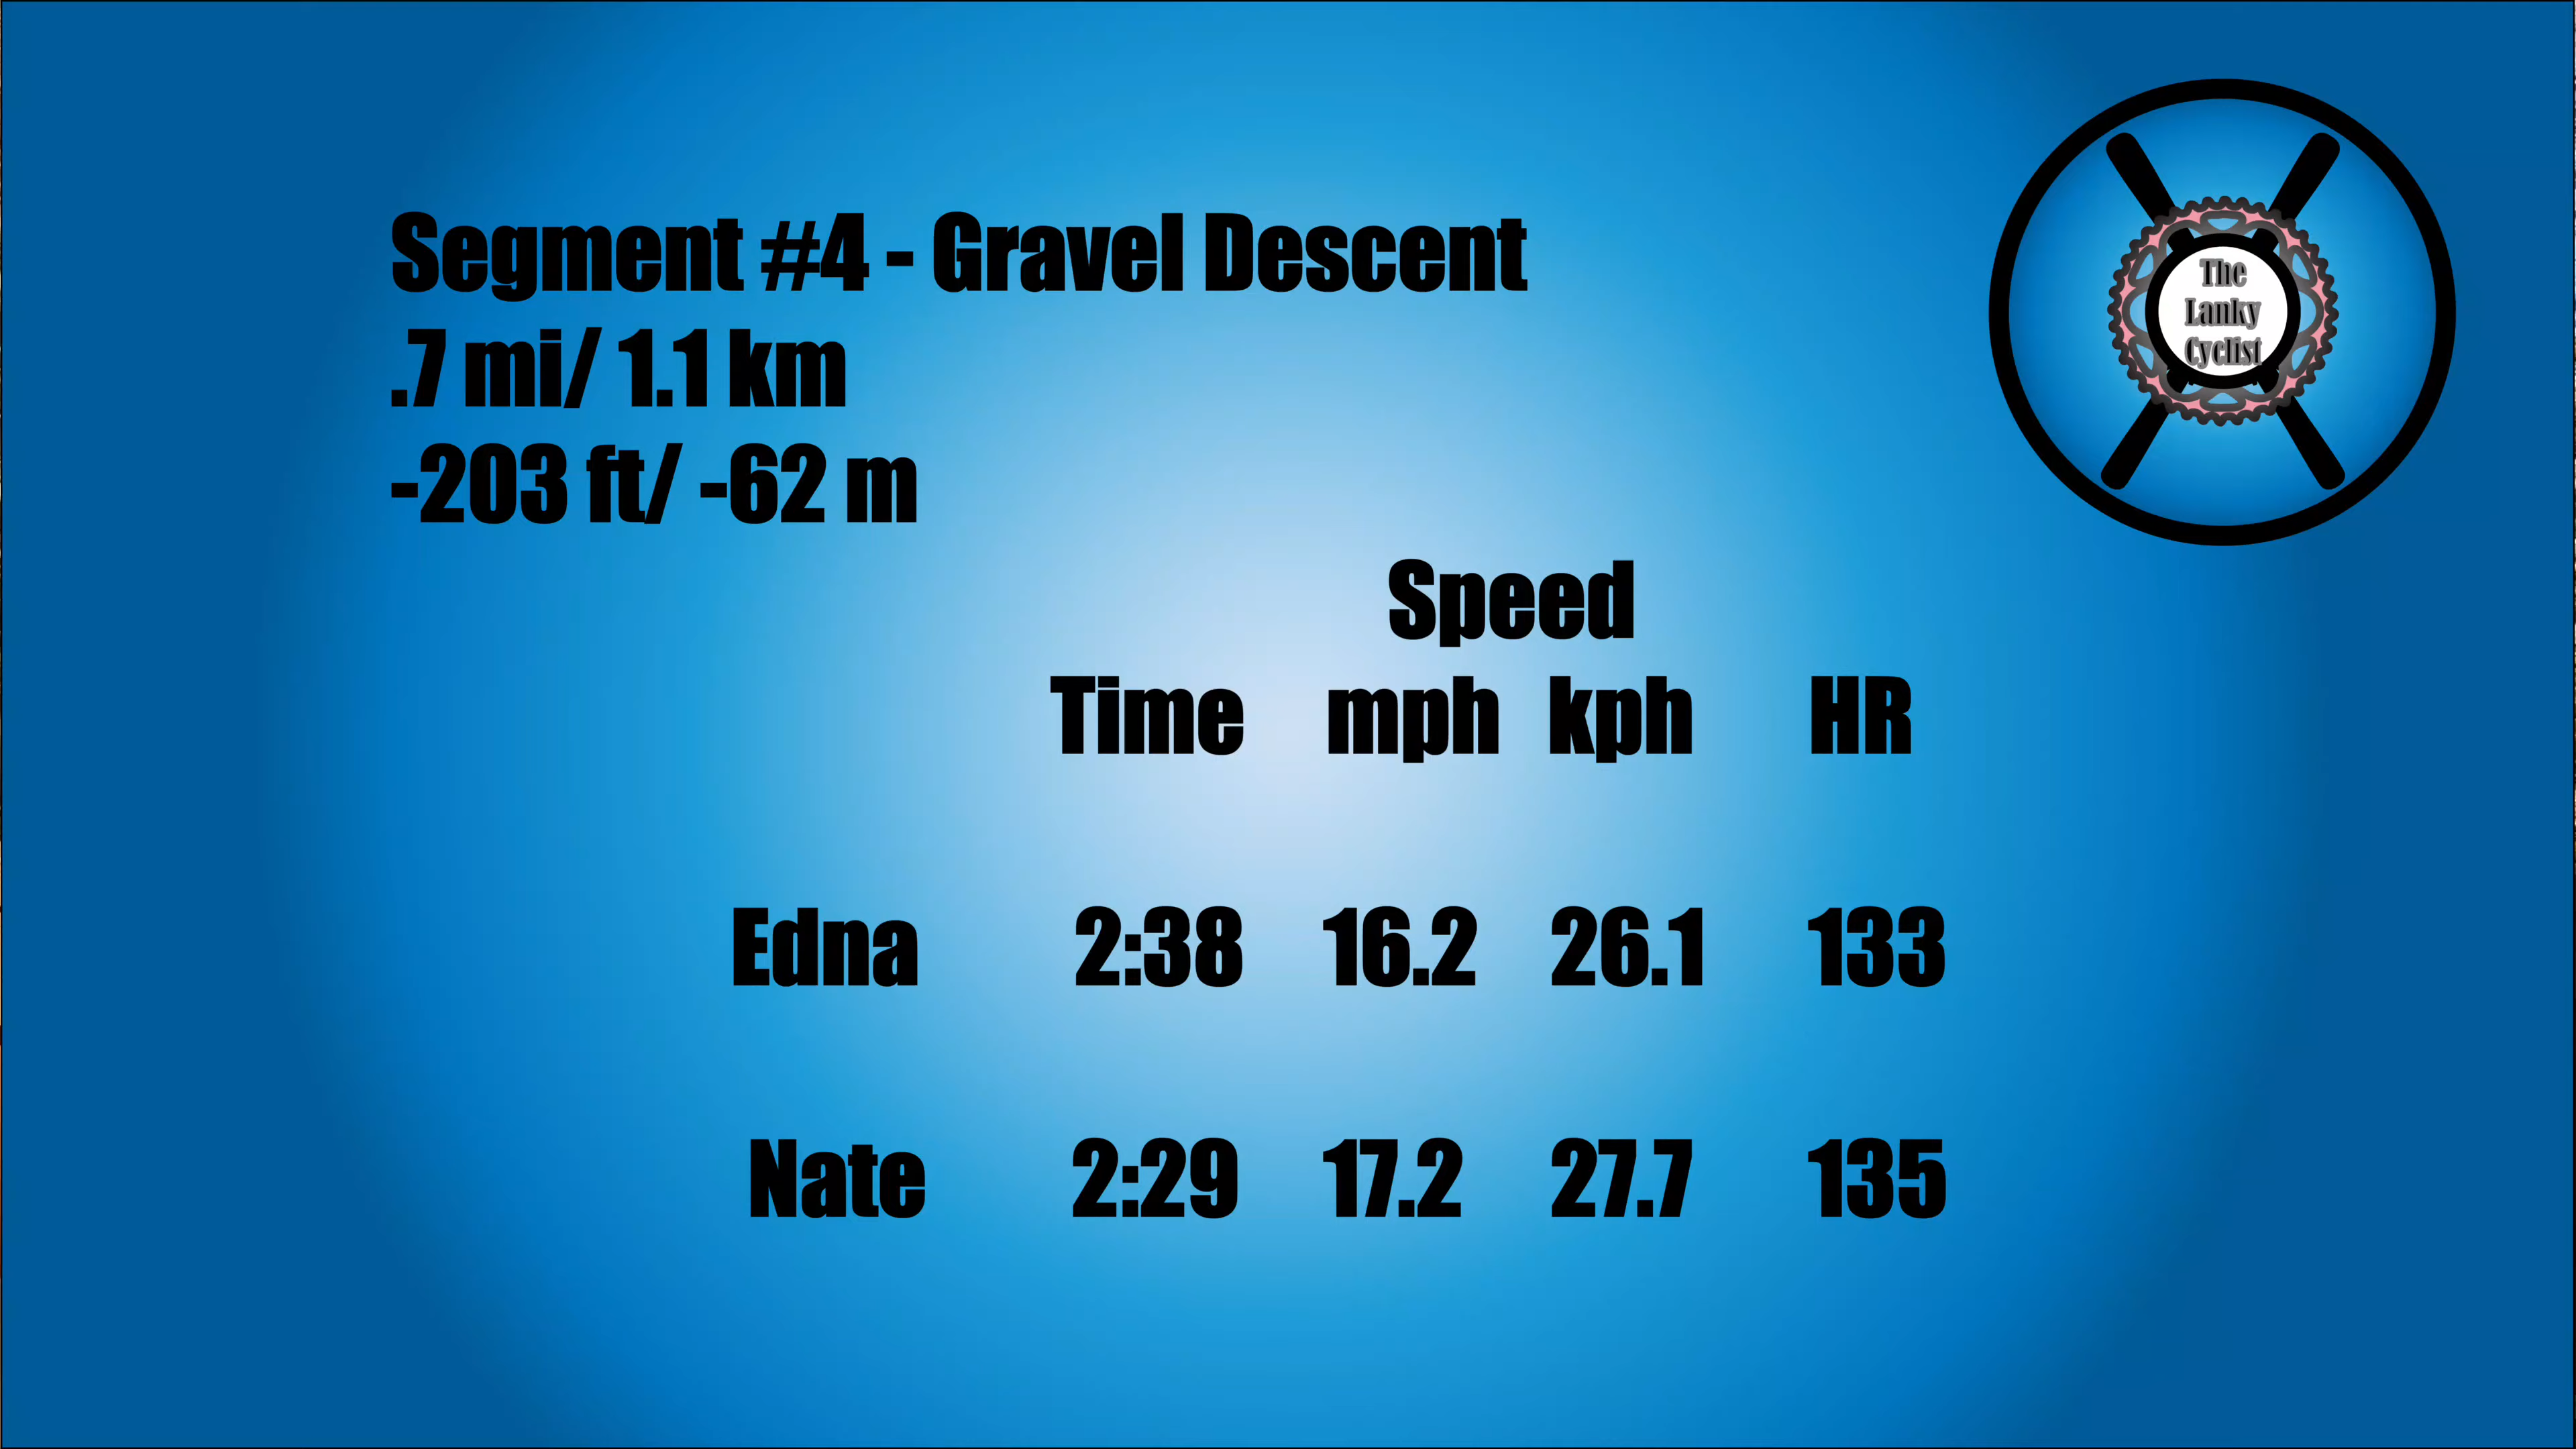 Segment #4 - Gravel Descent
.7 mi/ 1.1 km
-203 ft/ -62 m
The
Lanky
Cyclist
Speed
Time mph kph HR
Edna 2:38 16.2 26.1 133
Nate 2:29 17.2 27.7 135